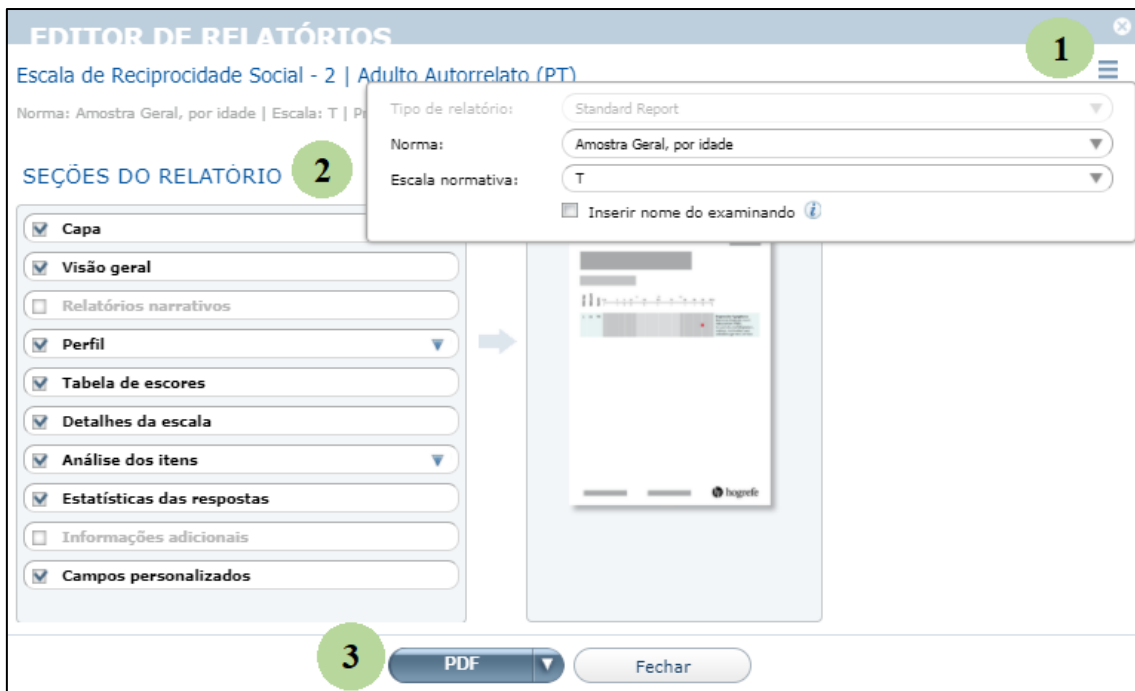 EDITOR DE RELATÓRIOS
1
Escala de Reciprocidade Social - 2 | Adulto Autorrelato (PT)
Norma: Amostra Geral, por idade | Escala: T |
Tipo de relatório: Standard Report
Norma: Amostra Geral, por idade
Escala normativa: T
Inserir nome do examinando i
SEÇÕES DO RELATÓRIO 2
Capa
Visão geral
Relatórios narrativos
Perfil
Tabela de escores
Detalhes da escala
Análise dos itens
Estatísticas das respostas
Informações adicionais
Campos personalizados
hogrefe
3
PDF
Fechar